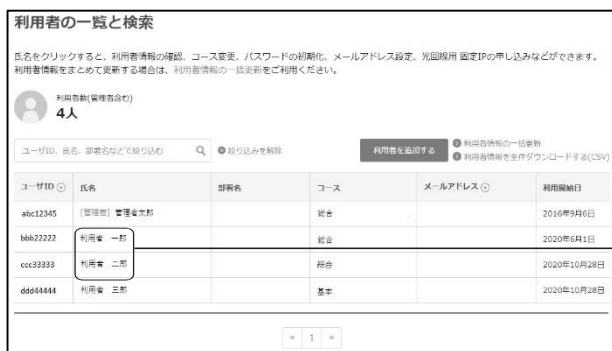 利用者の一覧と検索
氏名をクリックすると、利用者情報の確認、コース変更、パスワードの初期化、メールアドレス設定、光回線用 固定IPの申し込みなどができます。
利用者情報をまとめて更新する場合は、利用者情報の一括更新をご利用ください。
利用者数(管理者含む)
4人
ユーザID、氏名、部署名などで絞り込む 絞り込みを解除 利用者を追加する 利用者情報の一括更新
利用者情報を全件ダウンロードする(CSV)
ユーザID 氏名 部署名 コース メールアドレス 利用開始日
abc12345 [管理者] 管理者太郎 総合 2016年9月6日
bbb22222 利用者 一郎 総合 2020年6月1日
ccc33333 利用者 二郎 総合 2020年10月28日
ddd44444 利用者 三郎 基本 2020年10月28日
« 1 »